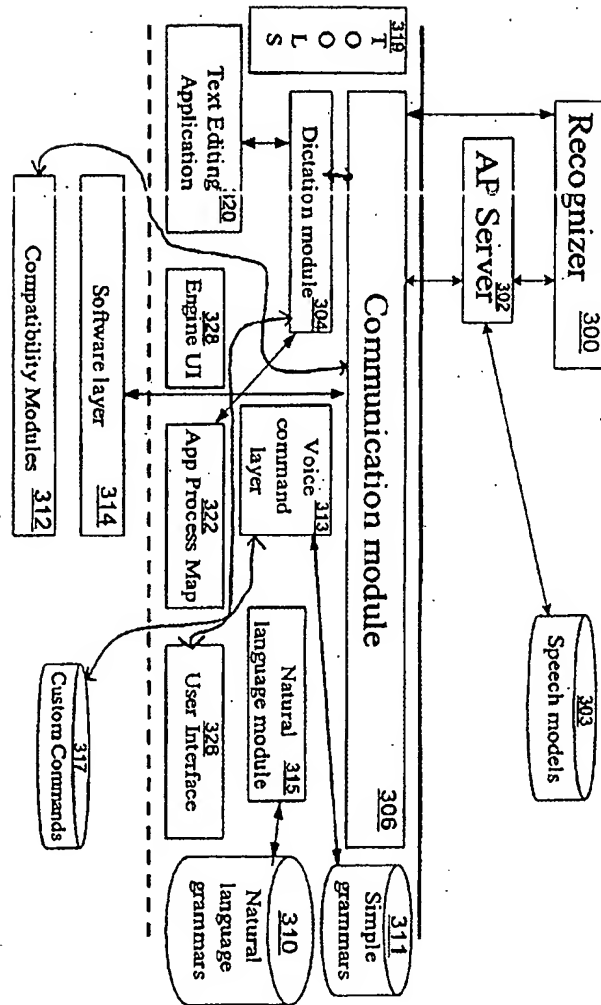 Recognizer 300
AP Server
302
Speech models
303
Communication module 306
319
T
O
O
L
S
Simple
grammars
311
Dictation module 304
Voice
command
layer
313
Natural
language module
315
Natural
language
grammars
310
Text Editing
Application
320
Engine UI
328
App Process Map
322
User Interface
326
Software layer 314
Compatibility Modules 312
Custom Commands
317